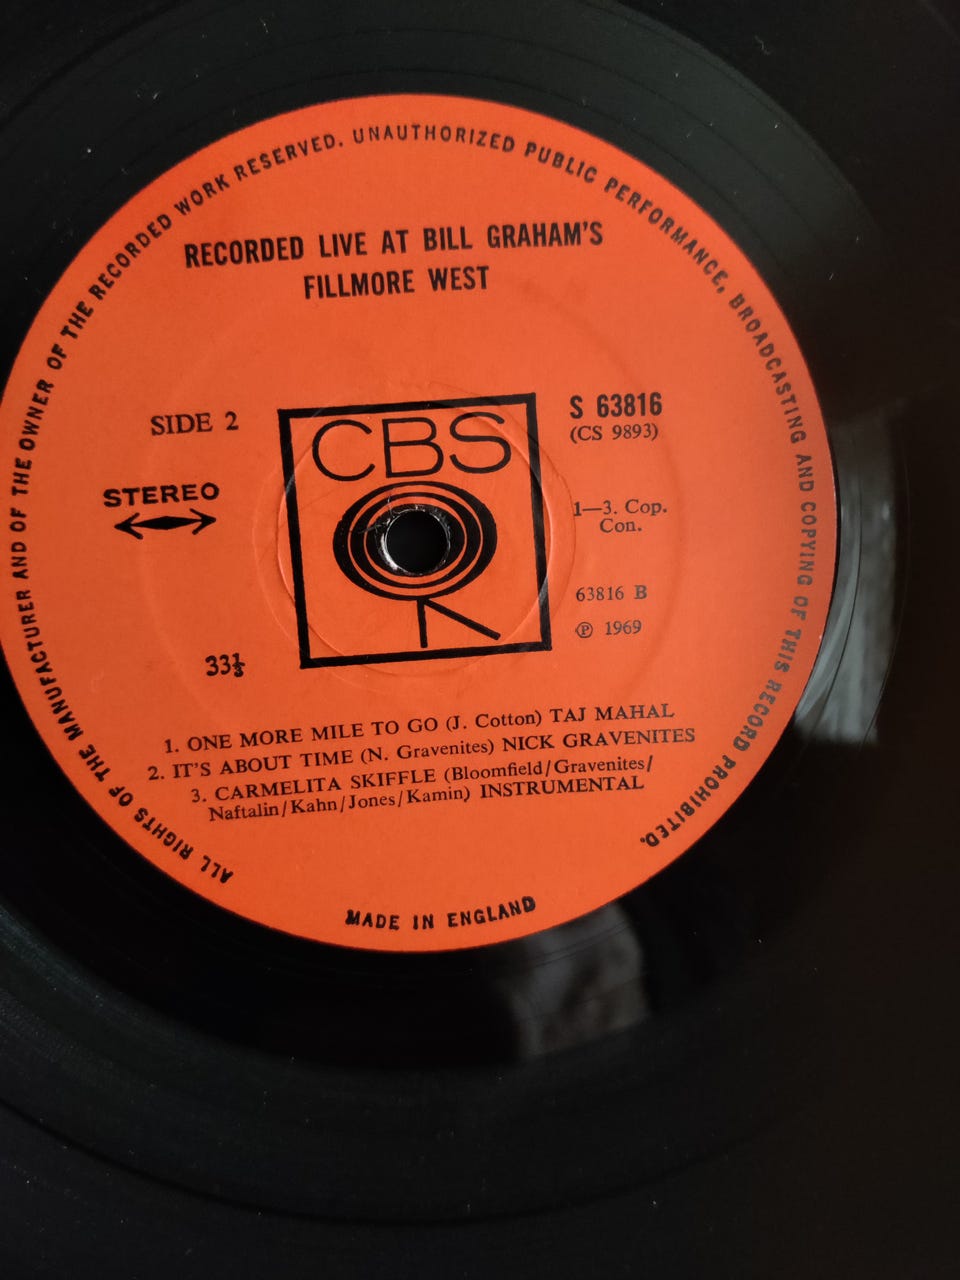 ALL RIGHTS OF THE MANUFACTURER AND OF THE OWNER OF THE RECORDED WORK RESERVED. UNAUTHORIZED PUBLIC PERFORMANCE, BROADCASTING AND COPYING OF THIS RECORD PROHIBITED.
RECORDED LIVE AT BILL GRAHAM'S
FILLMORE WEST
SIDE 2
STEREO
33⅓
CBS
S 63816
(CS 9893)
1—3. Cop.
Con.
63816 B
℗ 1969
1. ONE MORE MILE TO GO (J. Cotton) TAJ MAHAL
2. IT'S ABOUT TIME (N. Gravenites) NICK GRAVENITES
3. CARMELITA SKIFFLE (Bloomfield/Gravenites/
Naftalin/Kahn/Jones/Kamin) INSTRUMENTAL
MADE IN ENGLAND